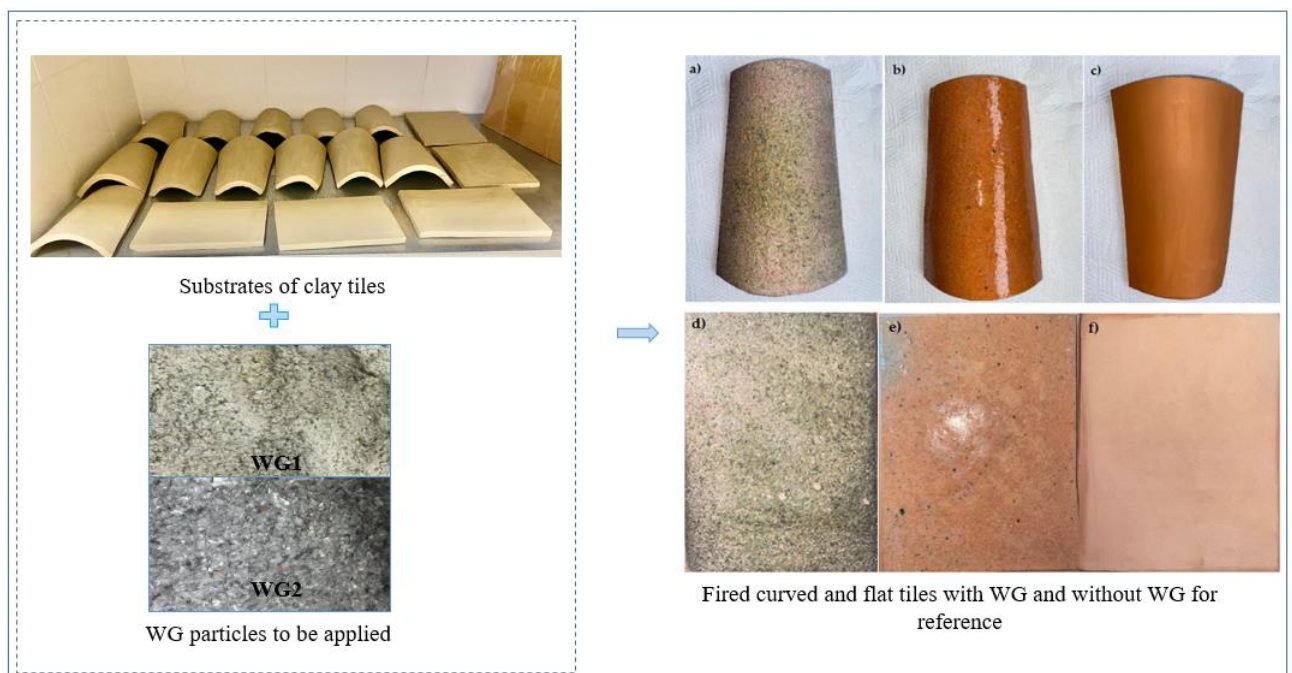 Substrates of clay tiles
WG1
WG2
WG particles to be applied
a)
b)
c)
d)
e)
f)
Fired curved and flat tiles with WG and without WG for
reference